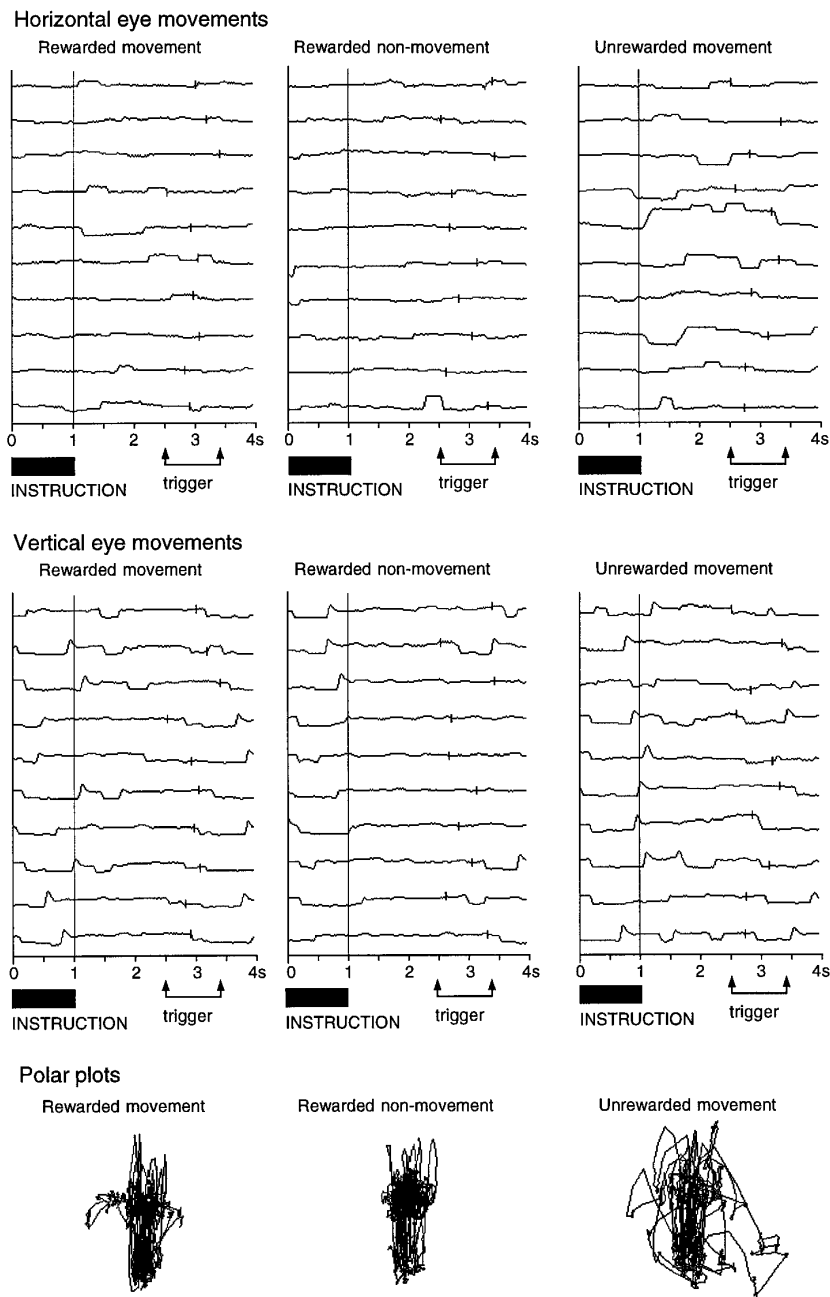 Horizontal eye movements
Rewarded movement Rewarded non-movement Unrewarded movement
0 1 2 3 4s 0 1 2 3 4s 0 1 2 3 4s
INSTRUCTION trigger INSTRUCTION trigger INSTRUCTION trigger
Vertical eye movements
Rewarded movement Rewarded non-movement Unrewarded movement
0 1 2 3 4s 0 1 2 3 4s 0 1 2 3 4s
INSTRUCTION trigger INSTRUCTION trigger INSTRUCTION trigger
Polar plots
Rewarded movement Rewarded non-movement Unrewarded movement